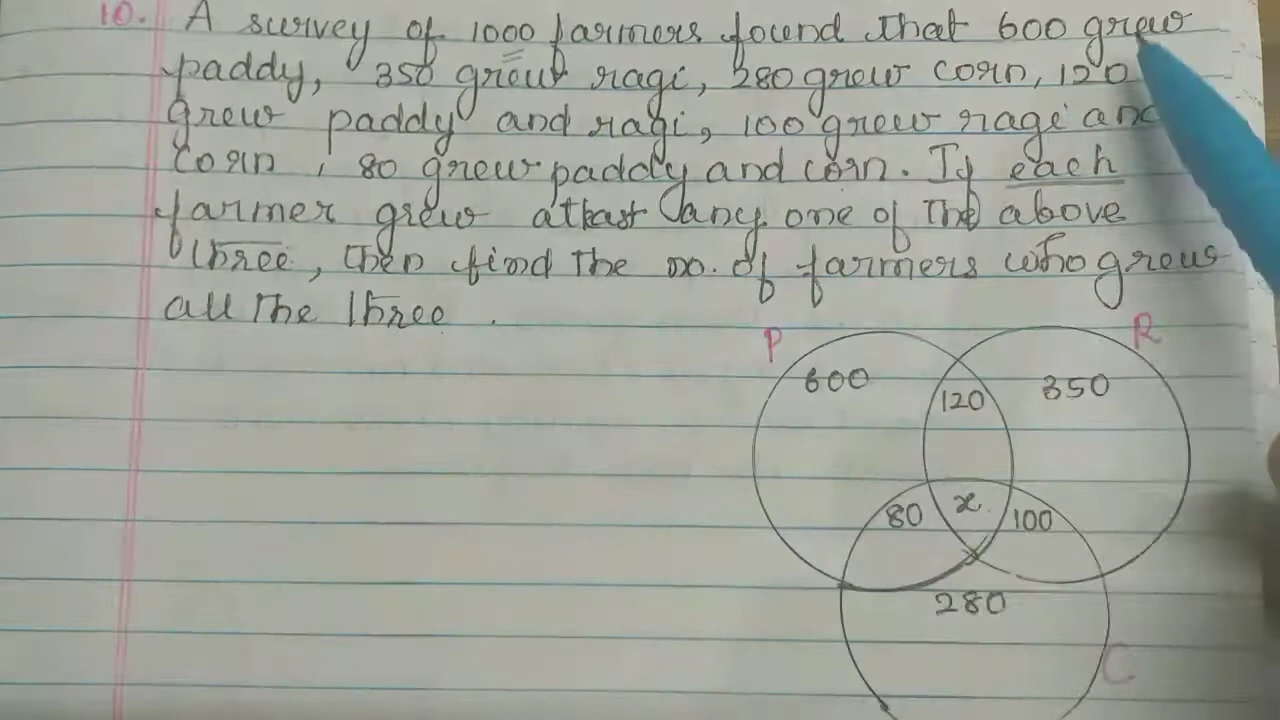 10. A survey of 1000 farmers found that 600 grew
paddy, 350 grew ragi, 280 grew corn, 120
grew paddy and ragi, 100 grew ragi and
corn, 80 grew paddy and corn. If each
farmer grew atleast any one of the above
three, then find the no. of farmers who grew
all the three.
P
R
600
120
350
80
x
100
280
C